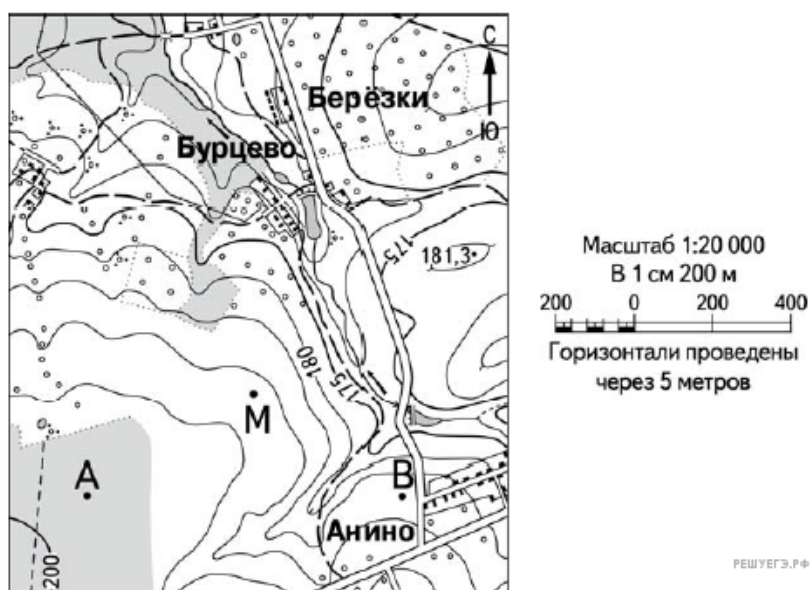 С
Ю
Берёзки
Бурцево
175
181,3
180
175
М
А
В
Анино
200
Масштаб 1:20 000
В 1 см 200 м
200 0 200 400
Горизонтали проведены
через 5 метров
РЕШУЕГЭ.РФ